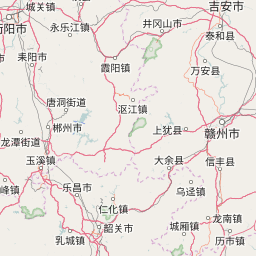 城关镇
吉安市
衡阳市
永乐江镇
井冈山市
泰和县
耒阳市
霞阳镇
万安县
唐洞街道
沤江镇
郴州市
上犹县
赣州市
龙潭街道
玉溪镇
大余县
信丰县
峰镇
乐昌市
乌迳镇
仁化镇
龙南镇
城厢镇
乳城镇
韶关市
历市镇